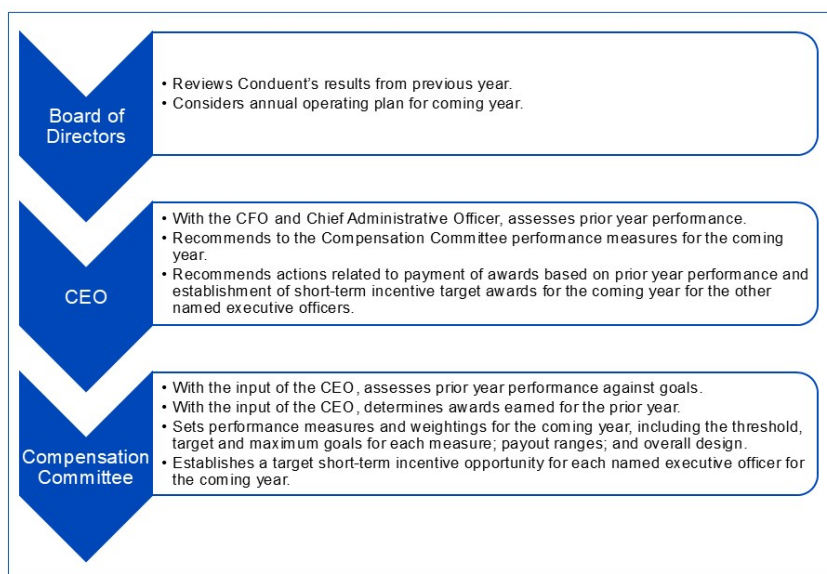 Board of
Directors
• Reviews Conduent's results from previous year.
• Considers annual operating plan for coming year.
CEO
• With the CFO and Chief Administrative Officer, assesses prior year performance.
• Recommends to the Compensation Committee performance measures for the coming
year.
• Recommends actions related to payment of awards based on prior year performance and
establishment of short-term incentive target awards for the coming year for the other
named executive officers.
Compensation
Committee
• With the input of the CEO, assesses prior year performance against goals.
• With the input of the CEO, determines awards earned for the prior year.
• Sets performance measures and weightings for the coming year, including the threshold,
target and maximum goals for each measure; payout ranges; and overall design.
• Establishes a target short-term incentive opportunity for each named executive officer for
the coming year.